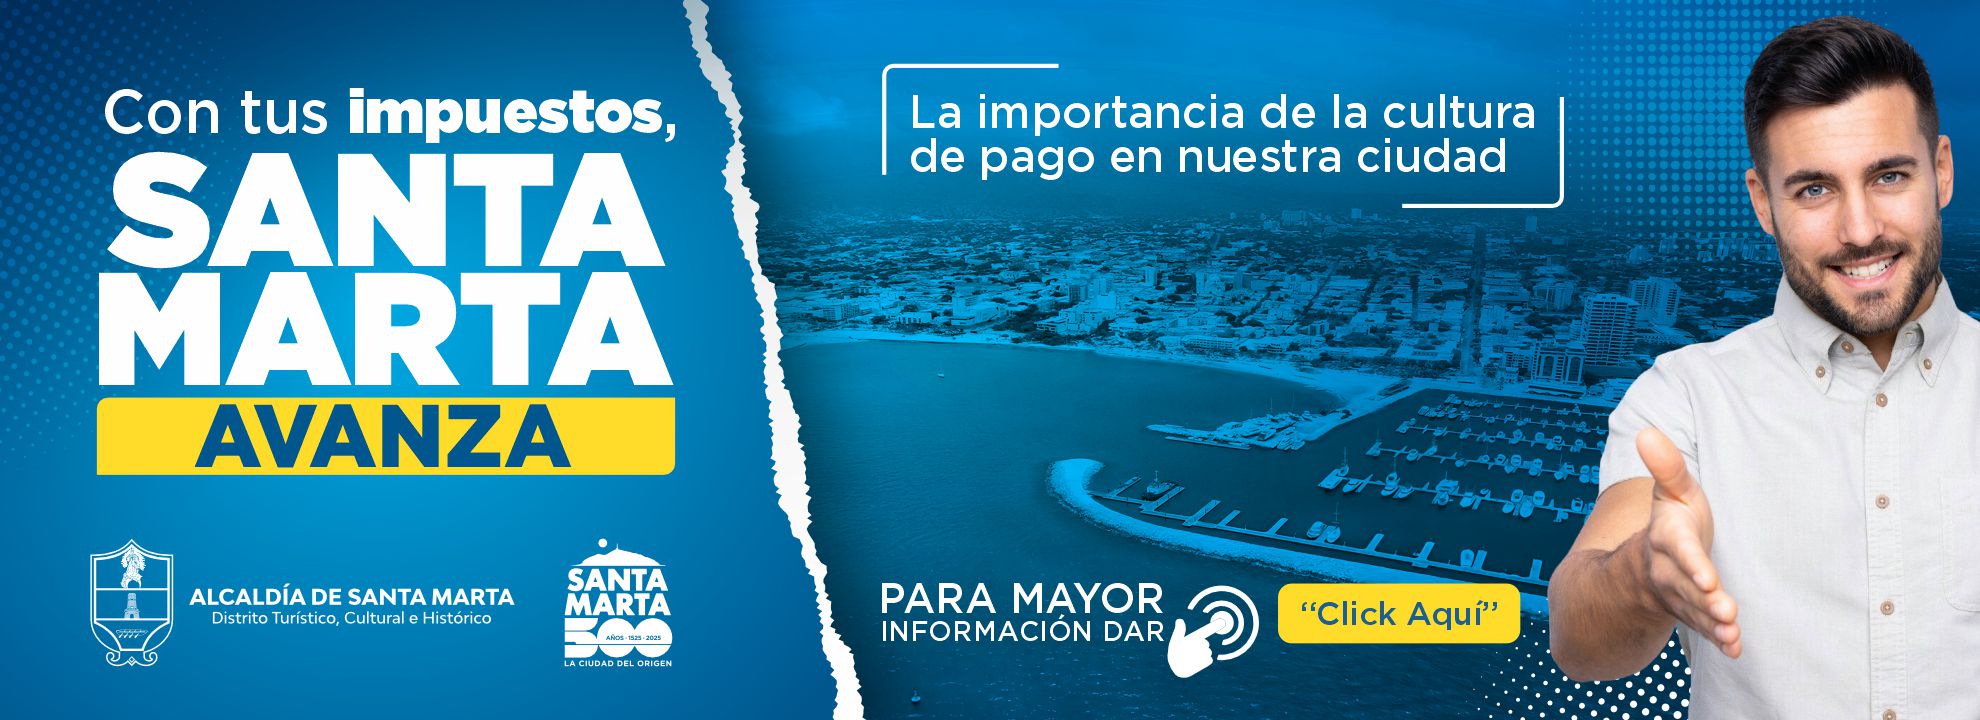 Con tus impuestos,
SANTA
MARTA
AVANZA
ALCALDÍA DE SANTA MARTA
Distrito Turístico, Cultural e Histórico
SANTA
MARTA
500
AÑOS · 1525 · 2025
LA CIUDAD DEL ORIGEN
La importancia de la cultura
de pago en nuestra ciudad
PARA MAYOR
INFORMACIÓN DAR
“Click Aquí”